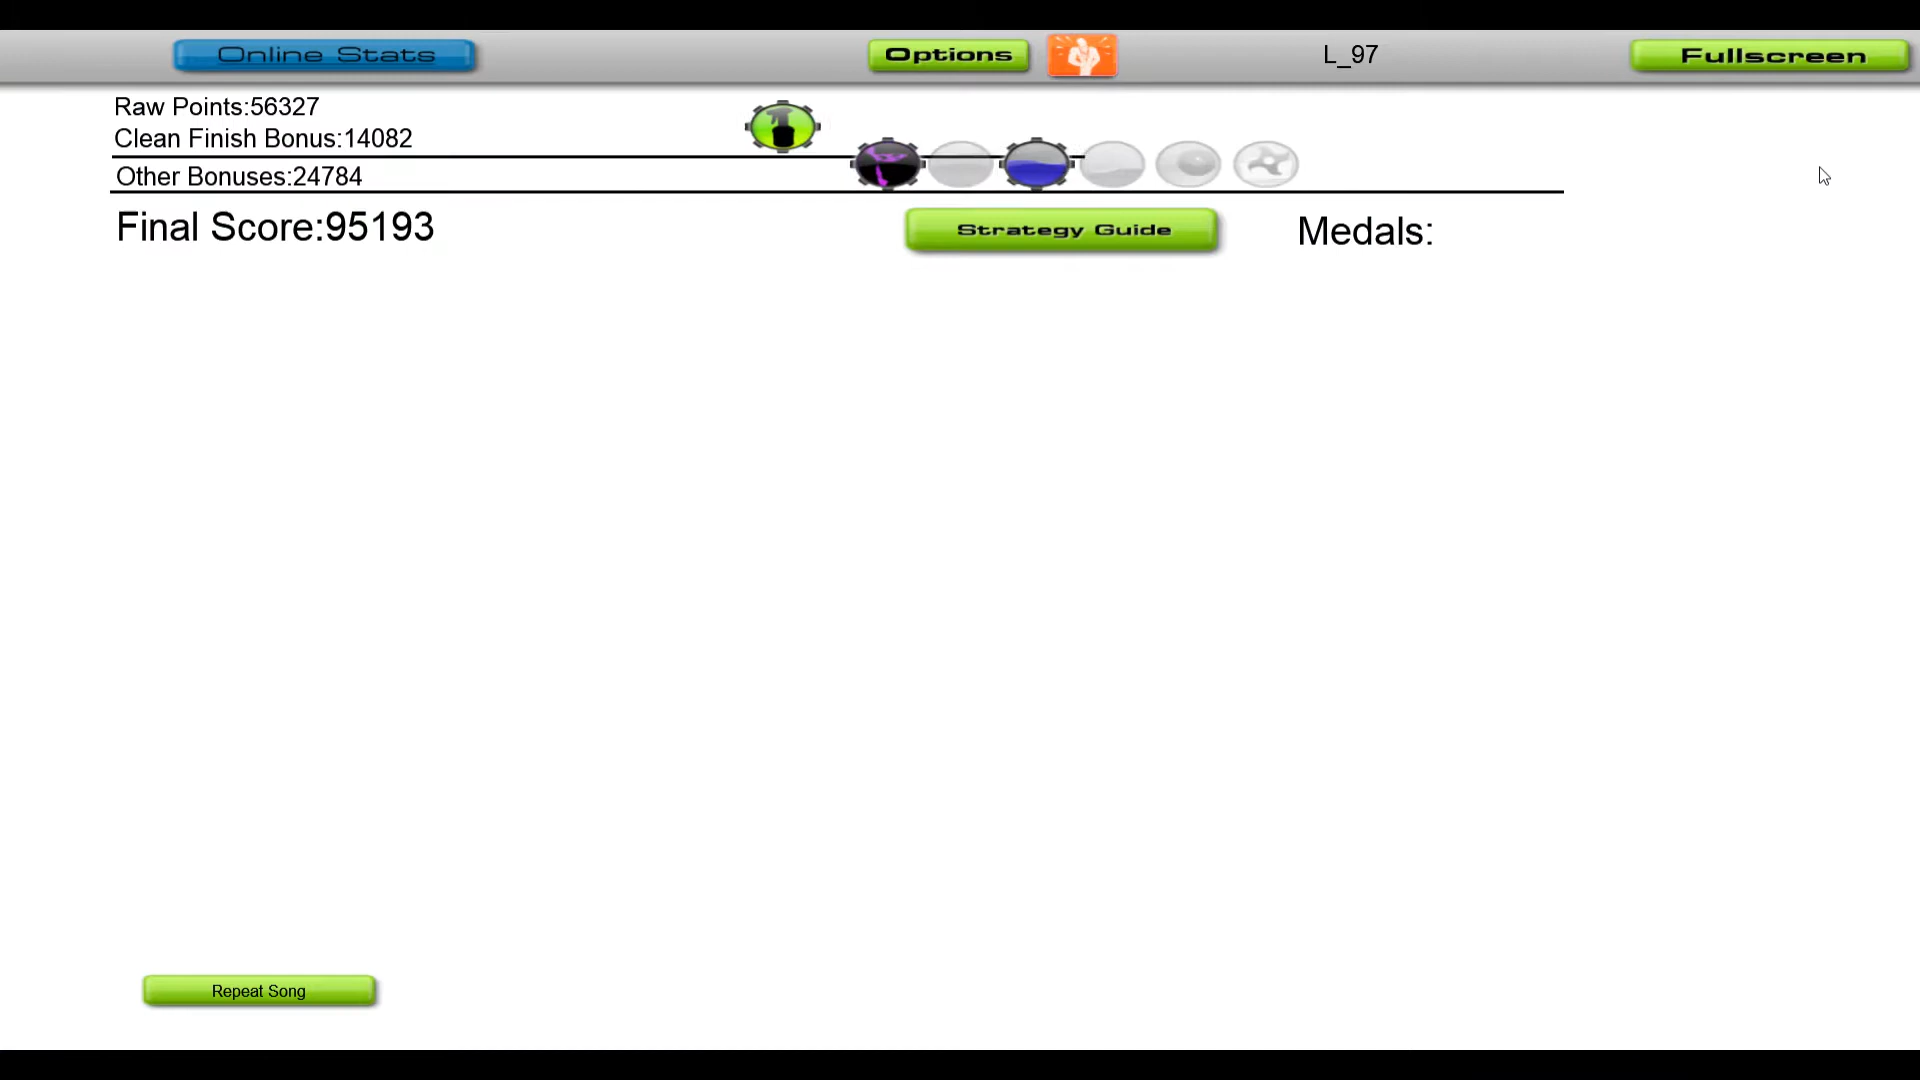 Online Stats
Options
L_97
Fullscreen
Raw Points:56327
Clean Finish Bonus:14082
Other Bonuses:24784
Final Score:95193
Strategy Guide
Medals:
Repeat Song